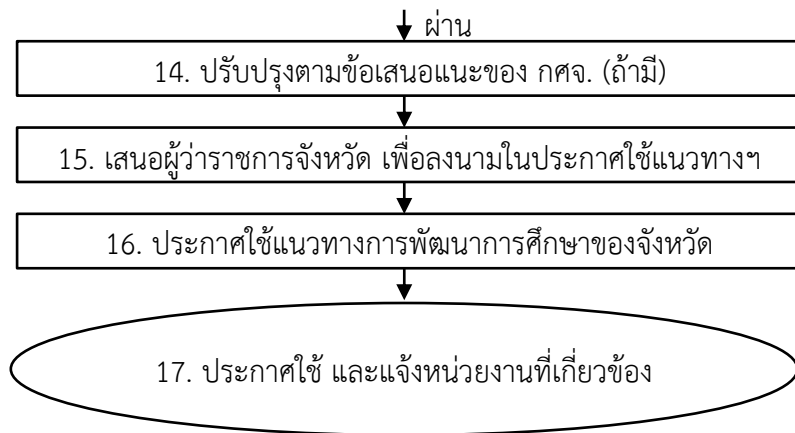 ผ่าน
14. ปรับปรุงตามข้อเสนอแนะของ กศจ. (ถ้ามี)
15. เสนอผู้ว่าราชการจังหวัด เพื่อลงนามในประกาศใช้แนวทางฯ
16. ประกาศใช้แนวทางการพัฒนาการศึกษาของจังหวัด
17. ประกาศใช้ และแจ้งหน่วยงานที่เกี่ยวข้อง